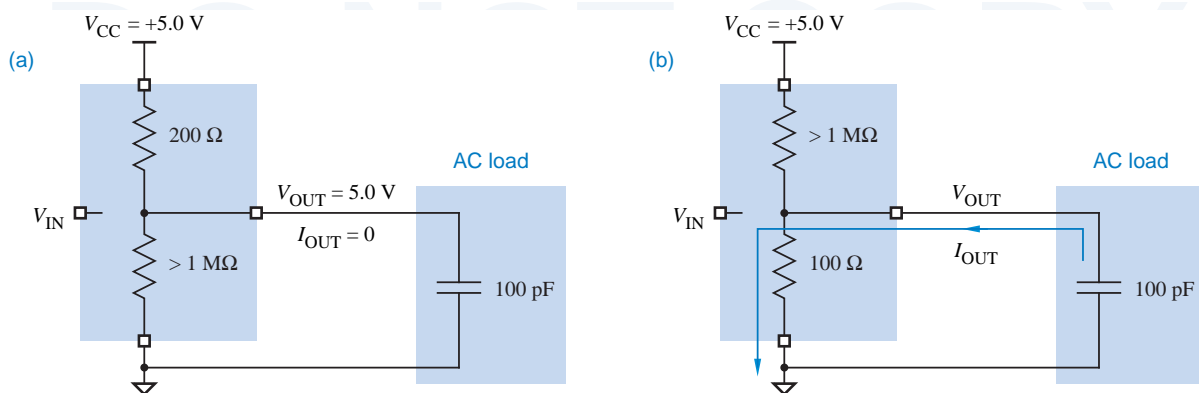 (a)
VCC = +5.0 V
200 Ω
VIN
> 1 MΩ
VOUT = 5.0 V
IOUT = 0
AC load
100 pF
(b)
VCC = +5.0 V
> 1 MΩ
VIN
100 Ω
VOUT
IOUT
AC load
100 pF